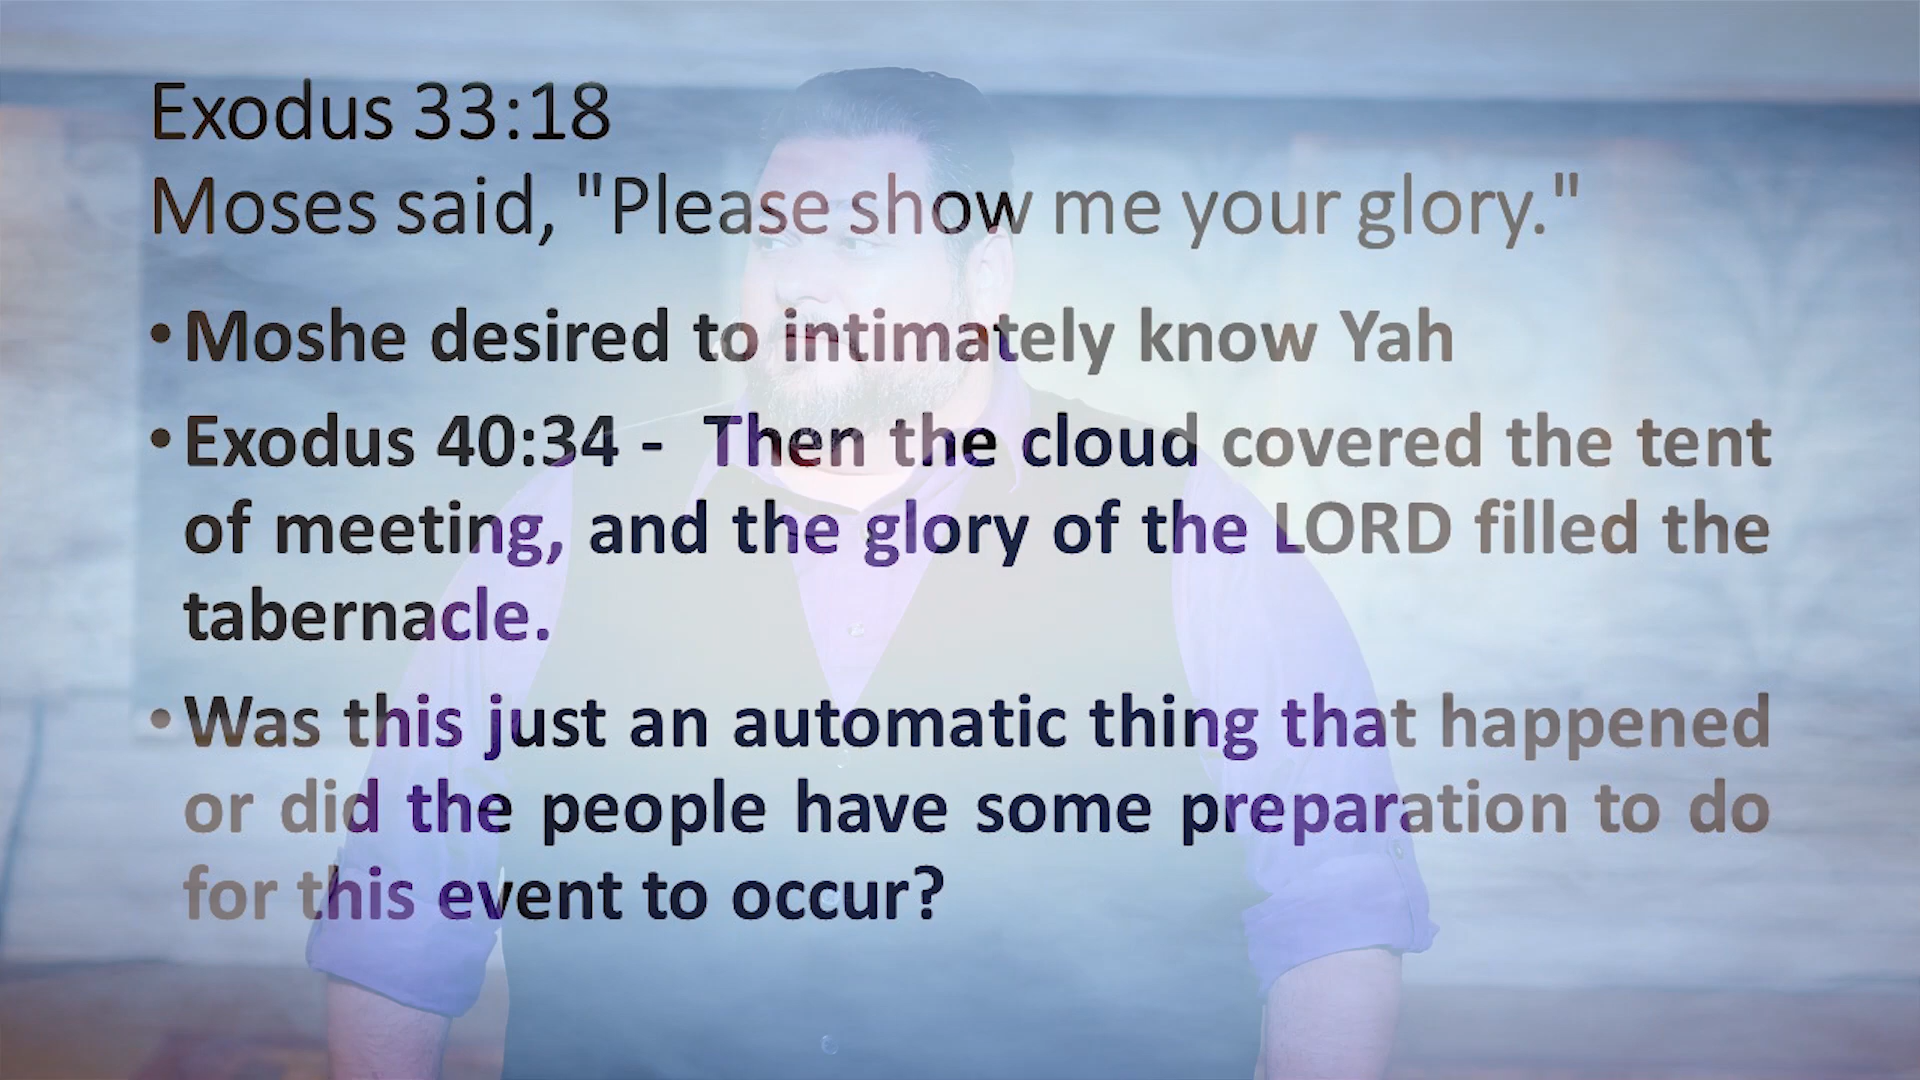 Exodus 33:18
Moses said, "Please show me your glory."
•Moshe desired to intimately know Yah
•Exodus 40:34 - Then the cloud covered the tent
of meeting, and the glory of the LORD filled the
tabernacle.
•Was this just an automatic thing that happened
or did the people have some preparation to do
for this event to occur?